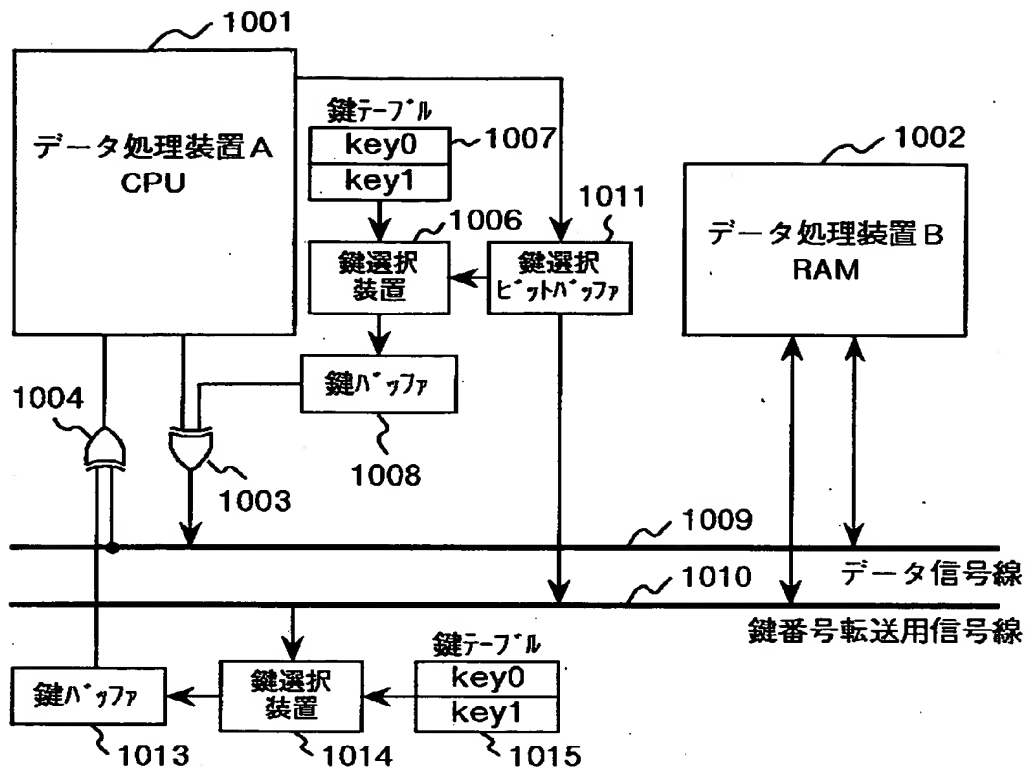 1001
データ処理装置A
CPU
鍵テーブル
key0
key1
1007
1002
データ処理装置B
RAM
1006
鍵選択
装置
1011
鍵選択
ビットバッファ
鍵バッファ
1008
1004
1003
1009
データ信号線
1010
鍵番号転送用信号線
鍵バッファ
1013
鍵選択
装置
1014
鍵テーブル
key0
key1
1015